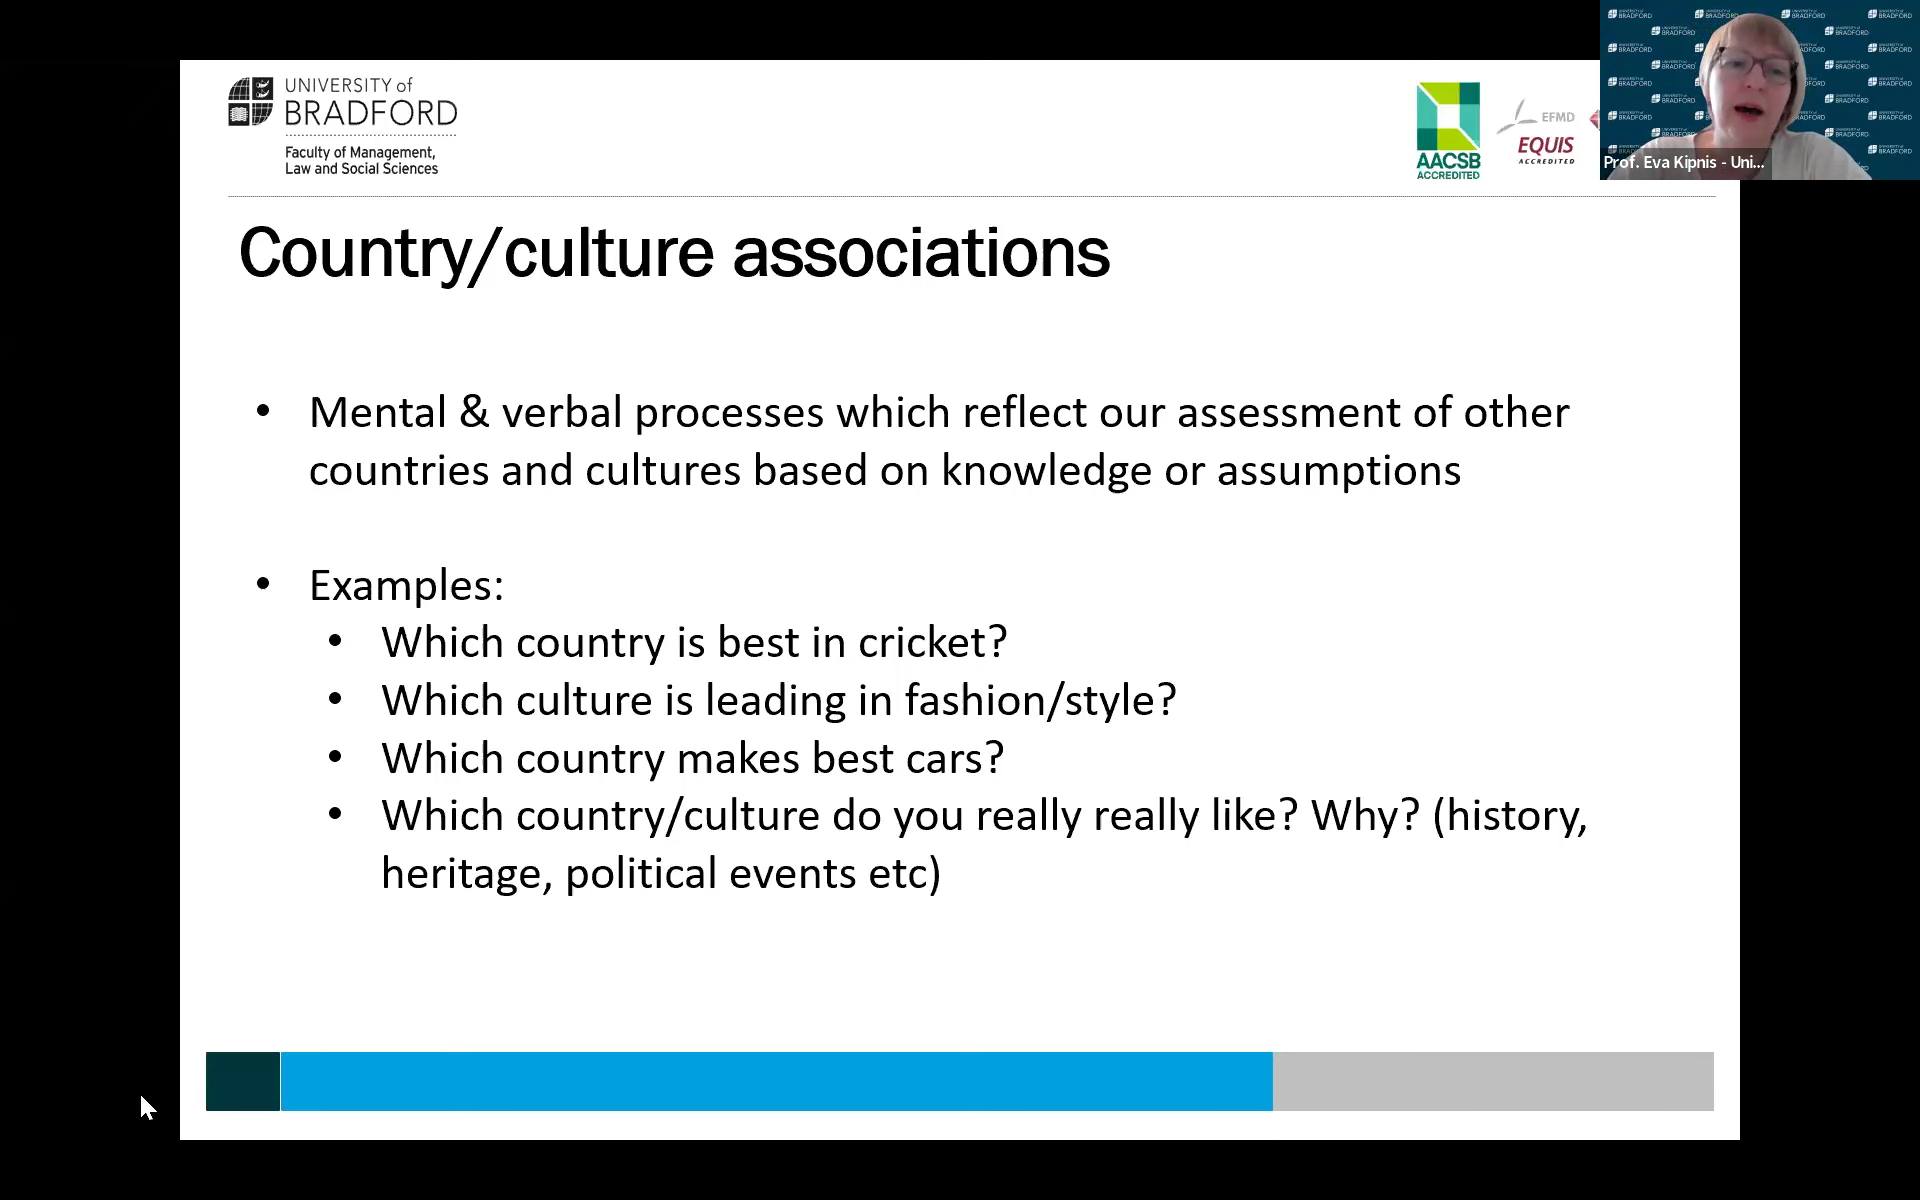 UNIVERSITY of
BRADFORD
Faculty of Management,
Law and Social Sciences
AACSB
ACCREDITED
EFMD
EQUIS
ACCREDITED
Prof. Eva Kipnis - Uni...
Country/culture associations
• Mental & verbal processes which reflect our assessment of other
countries and cultures based on knowledge or assumptions
• Examples:
• Which country is best in cricket?
• Which culture is leading in fashion/style?
• Which country makes best cars?
• Which country/culture do you really really like? Why? (history,
heritage, political events etc)